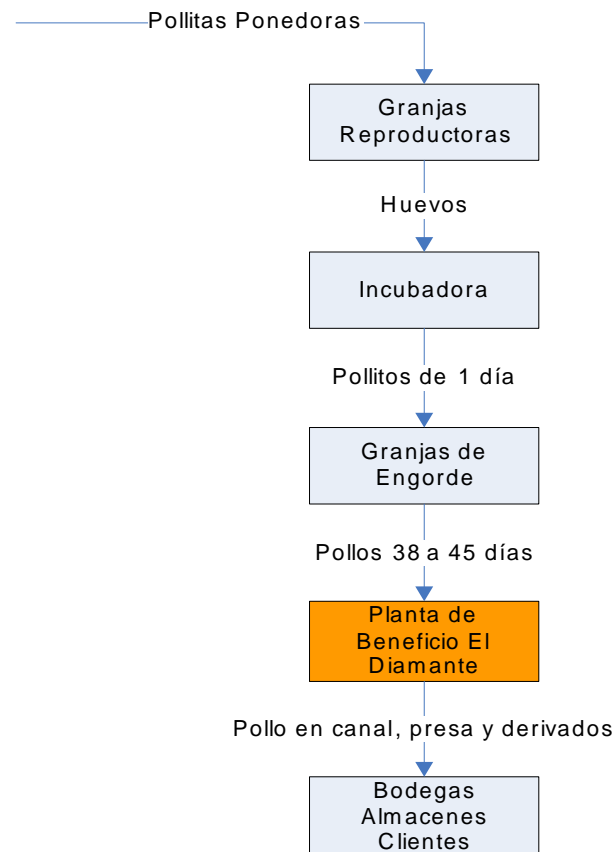 Pollitas Ponedoras
Granjas
Reproductoras
Huevos
Incubadora
Pollitos de 1 día
Granjas de
Engorde
Pollos 38 a 45 días
Planta de
Beneficio El
Diamante
Pollo en canal, presa y derivados
Bodegas
Almacenes
Clientes